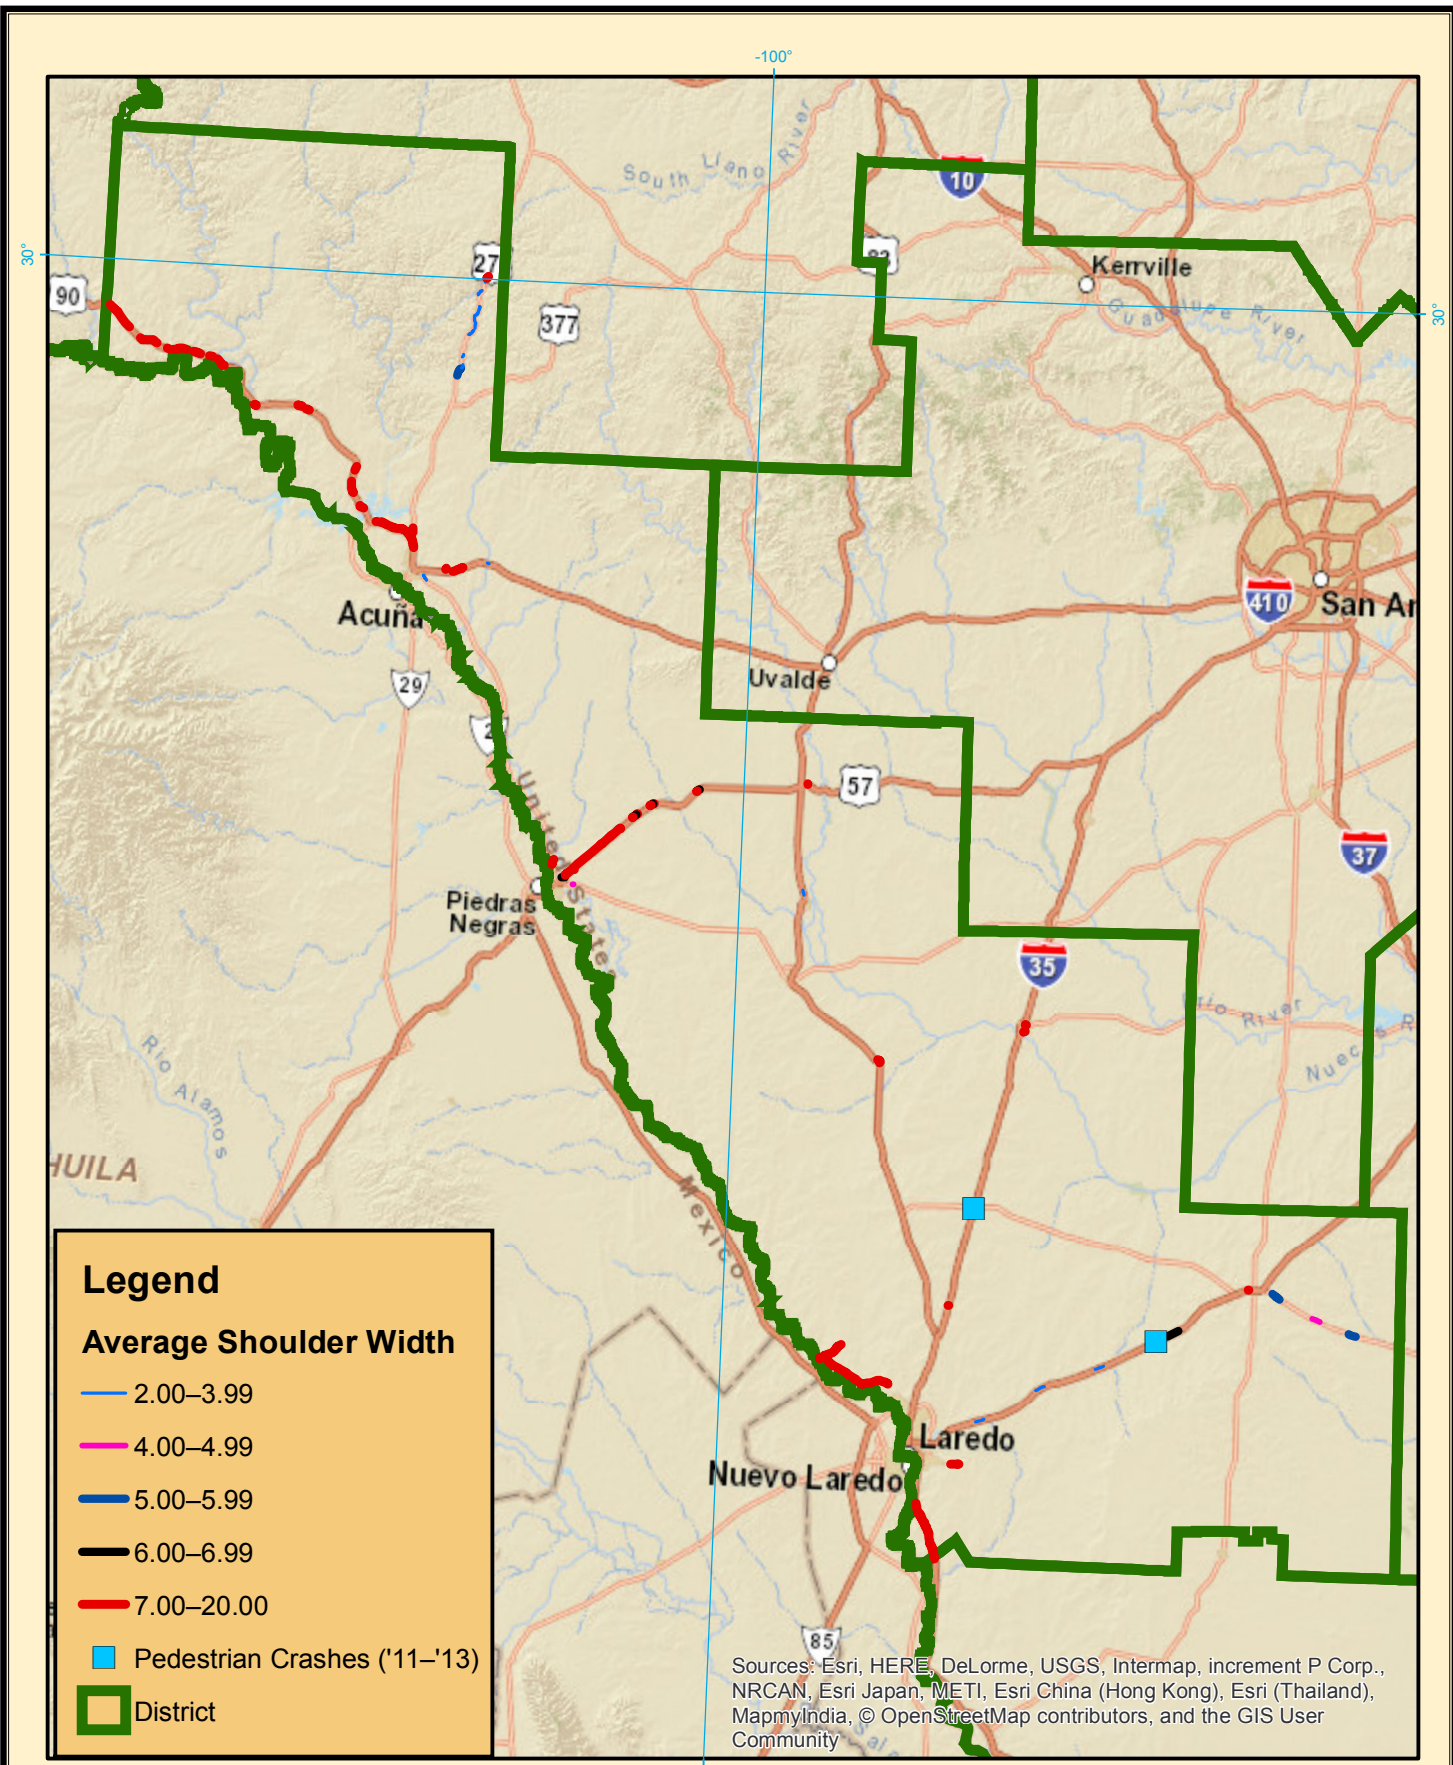 -100°
South Llano River
10
83
Kerrville
30°
27
90
377
Guadalupe River
30°
410
San Ar
Acuña
Uvalde
29
2
57
United States
37
Piedras
Negras
35
Frio River
Nueces R
Rio Alamos
HUILA
Mexico
Legend
Average Shoulder Width
2.00–3.99
4.00–4.99
5.00–5.99
6.00–6.99
7.00–20.00
Pedestrian Crashes ('11–'13)
District
Laredo
Nuevo Laredo
85
Sources: Esri, HERE, DeLorme, USGS, Intermap, increment P Corp.,
NRCAN, Esri Japan, METI, Esri China (Hong Kong), Esri (Thailand),
MapmyIndia, © OpenStreetMap contributors, and the GIS User
Community